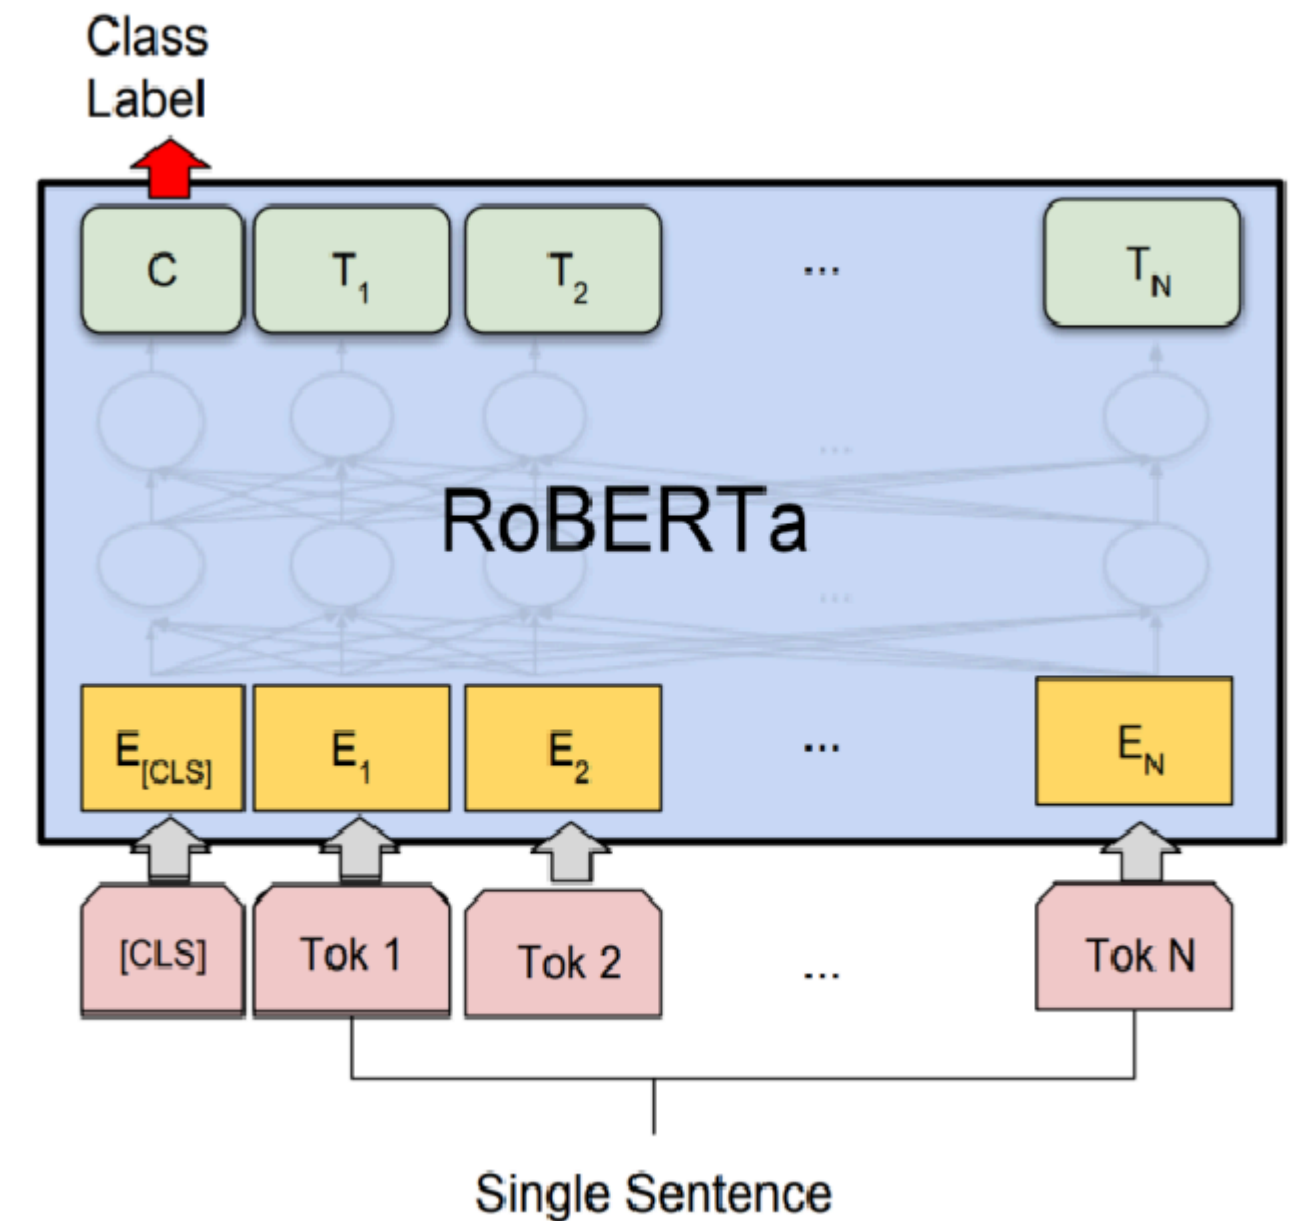 Class
Label
C T1 T2 ... TN
...
RoBERTa
...
E[CLS] E1 E2 ... EN
[CLS] Tok 1 Tok 2 ... Tok N
Single Sentence